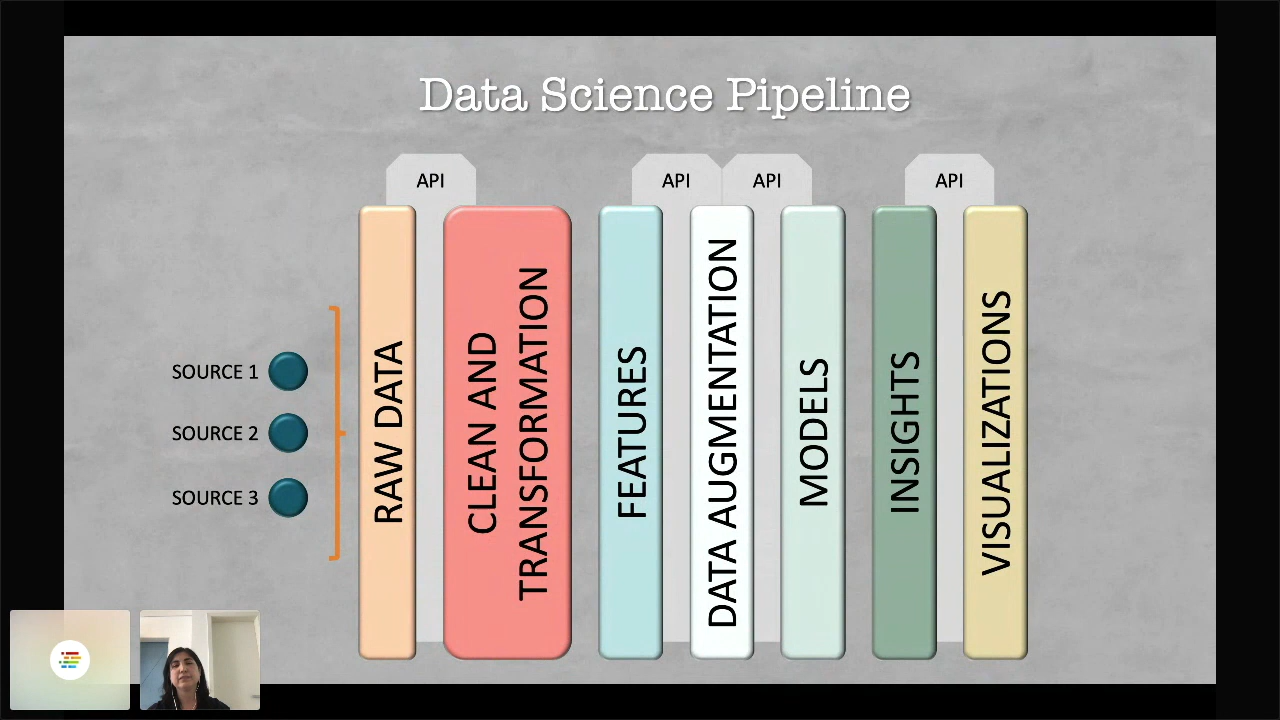 Data Science Pipeline
API
API
API
API
SOURCE 1
SOURCE 2
SOURCE 3
RAW DATA
CLEAN AND
TRANSFORMATION
FEATURES
DATA AUGMENTATION
MODELS
INSIGHTS
VISUALIZATIONS